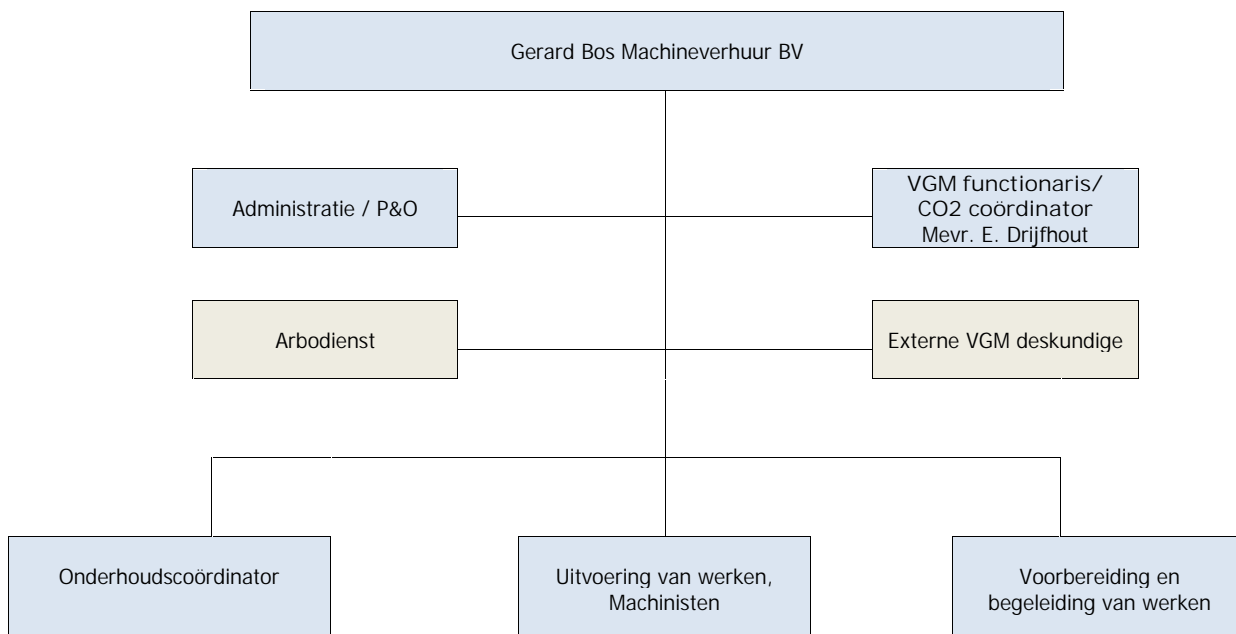 Gerard Bos Machineverhuur BV
Administratie / P&O
VGM functionaris/
CO2 coördinator
Mevr. E. Drijfhout
Arbodienst
Externe VGM deskundige
Onderhoudscoördinator
Uitvoering van werken,
Machinisten
Voorbereiding en
begeleiding van werken